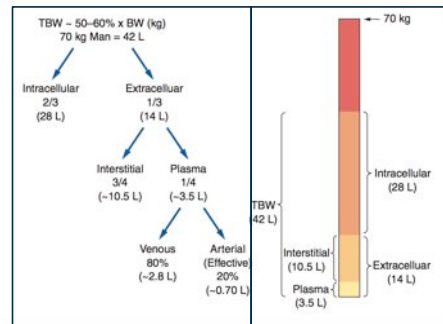 TBW ~ 50–60% x BW (kg)
70 kg Man = 42 L
Intracellular
2/3
(28 L)
Extracelluar
1/3
(14 L)
Interstitial
3/4
(~10.5 L)
Plasma
1/4
(~3.5 L)
Venous
80%
(~2.8 L)
Arterial
(Effective)
20%
(~0.70 L)
70 kg
TBW
(42 L)
Intracellular
(28 L)
Interstitial
(10.5 L)
Plasma
(3.5 L)
Extracelluar
(14 L)